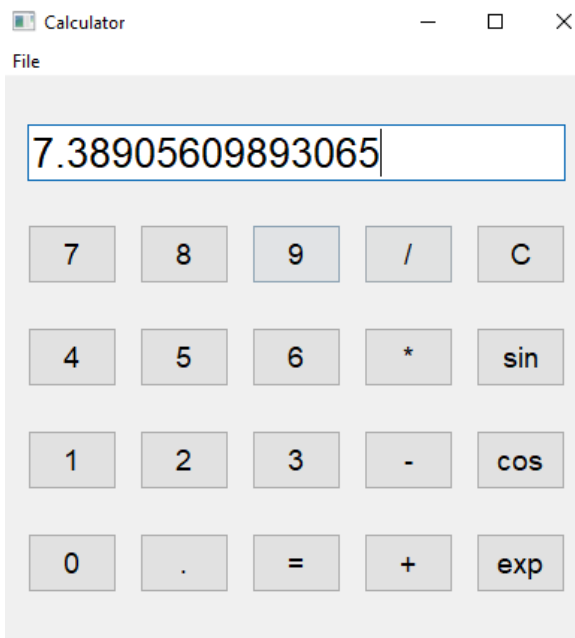 Calculator
File
7.38905609893065
7 8 9 / C
4 5 6 * sin
1 2 3 - cos
0 . = + exp